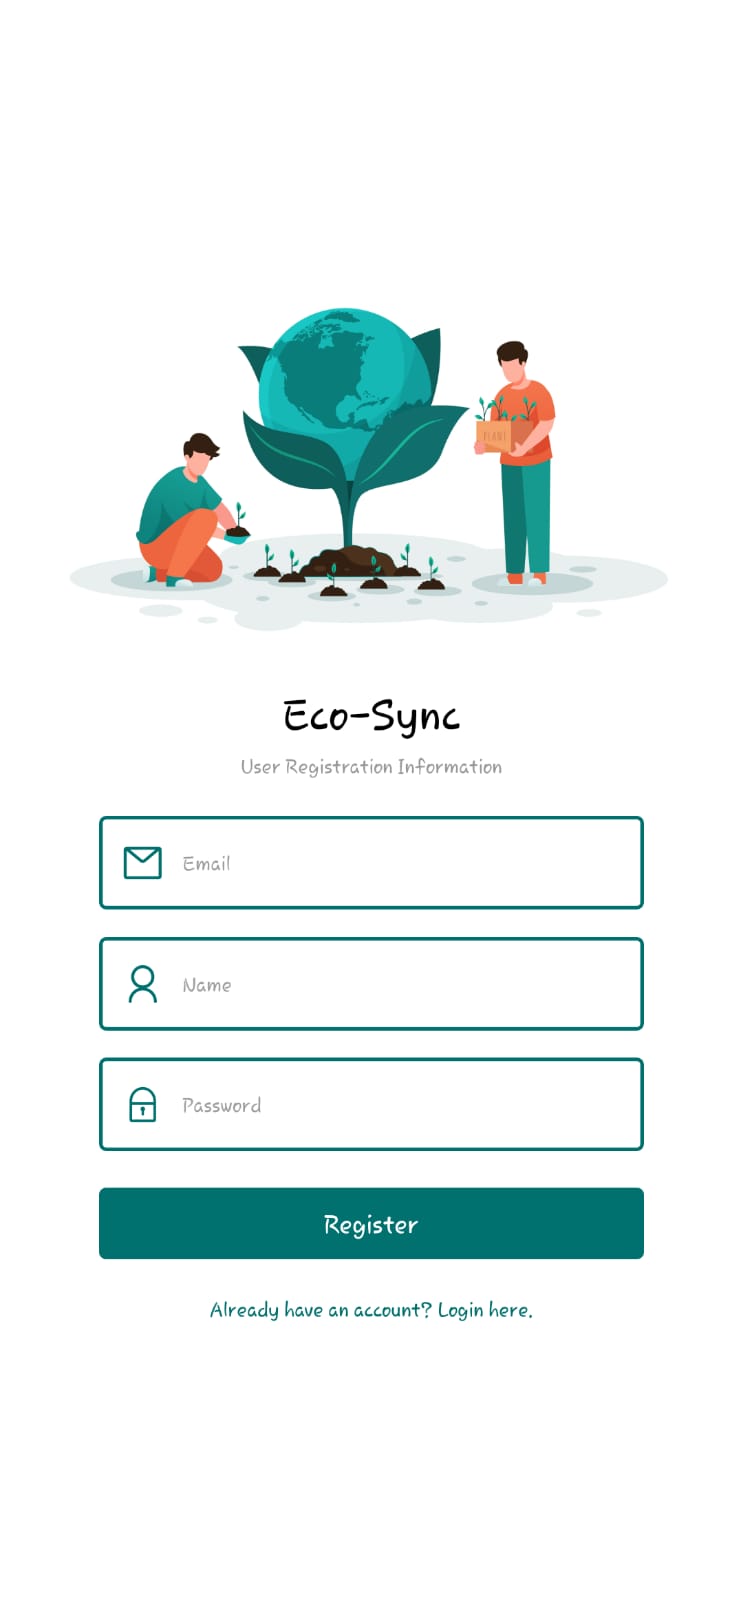 PLANT
Eco-Sync
User Registration Information
Email
Name
Password
Register
Already have an account? Login here.